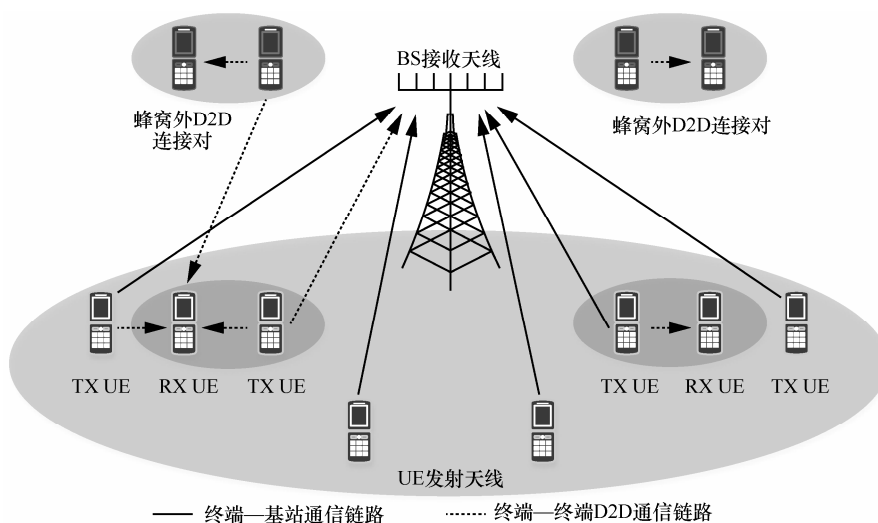 BS接收天线
蜂窝外D2D
连接对
蜂窝外D2D连接对
TX UE
RX UE
TX UE
TX UE
RX UE
TX UE
UE发射天线
终端—基站通信链路
终端—终端D2D通信链路